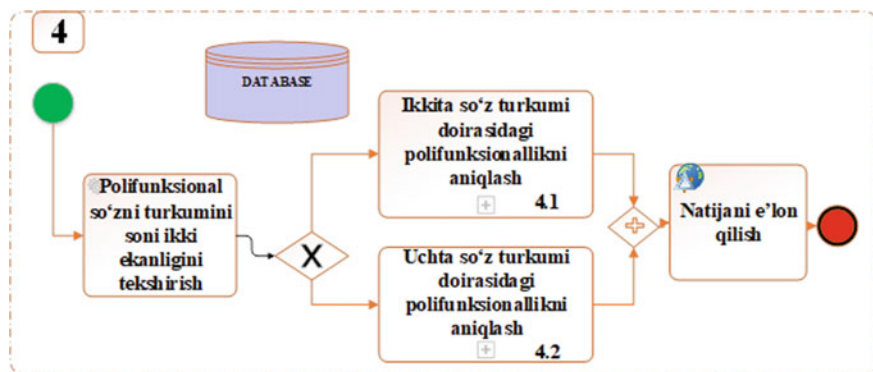 4
DATABASE
Polifunksional
so‘zni turkumini
soni ikki
ekanligini
tekshirish
X
Ikkita so‘z turkumi
doirasidagi
polifunksionallikni
aniqlash
4.1
Uchta so‘z turkumi
doirasidagi
polifunksionallikni
aniqlash
4.2
Natijani e’lon
qilish